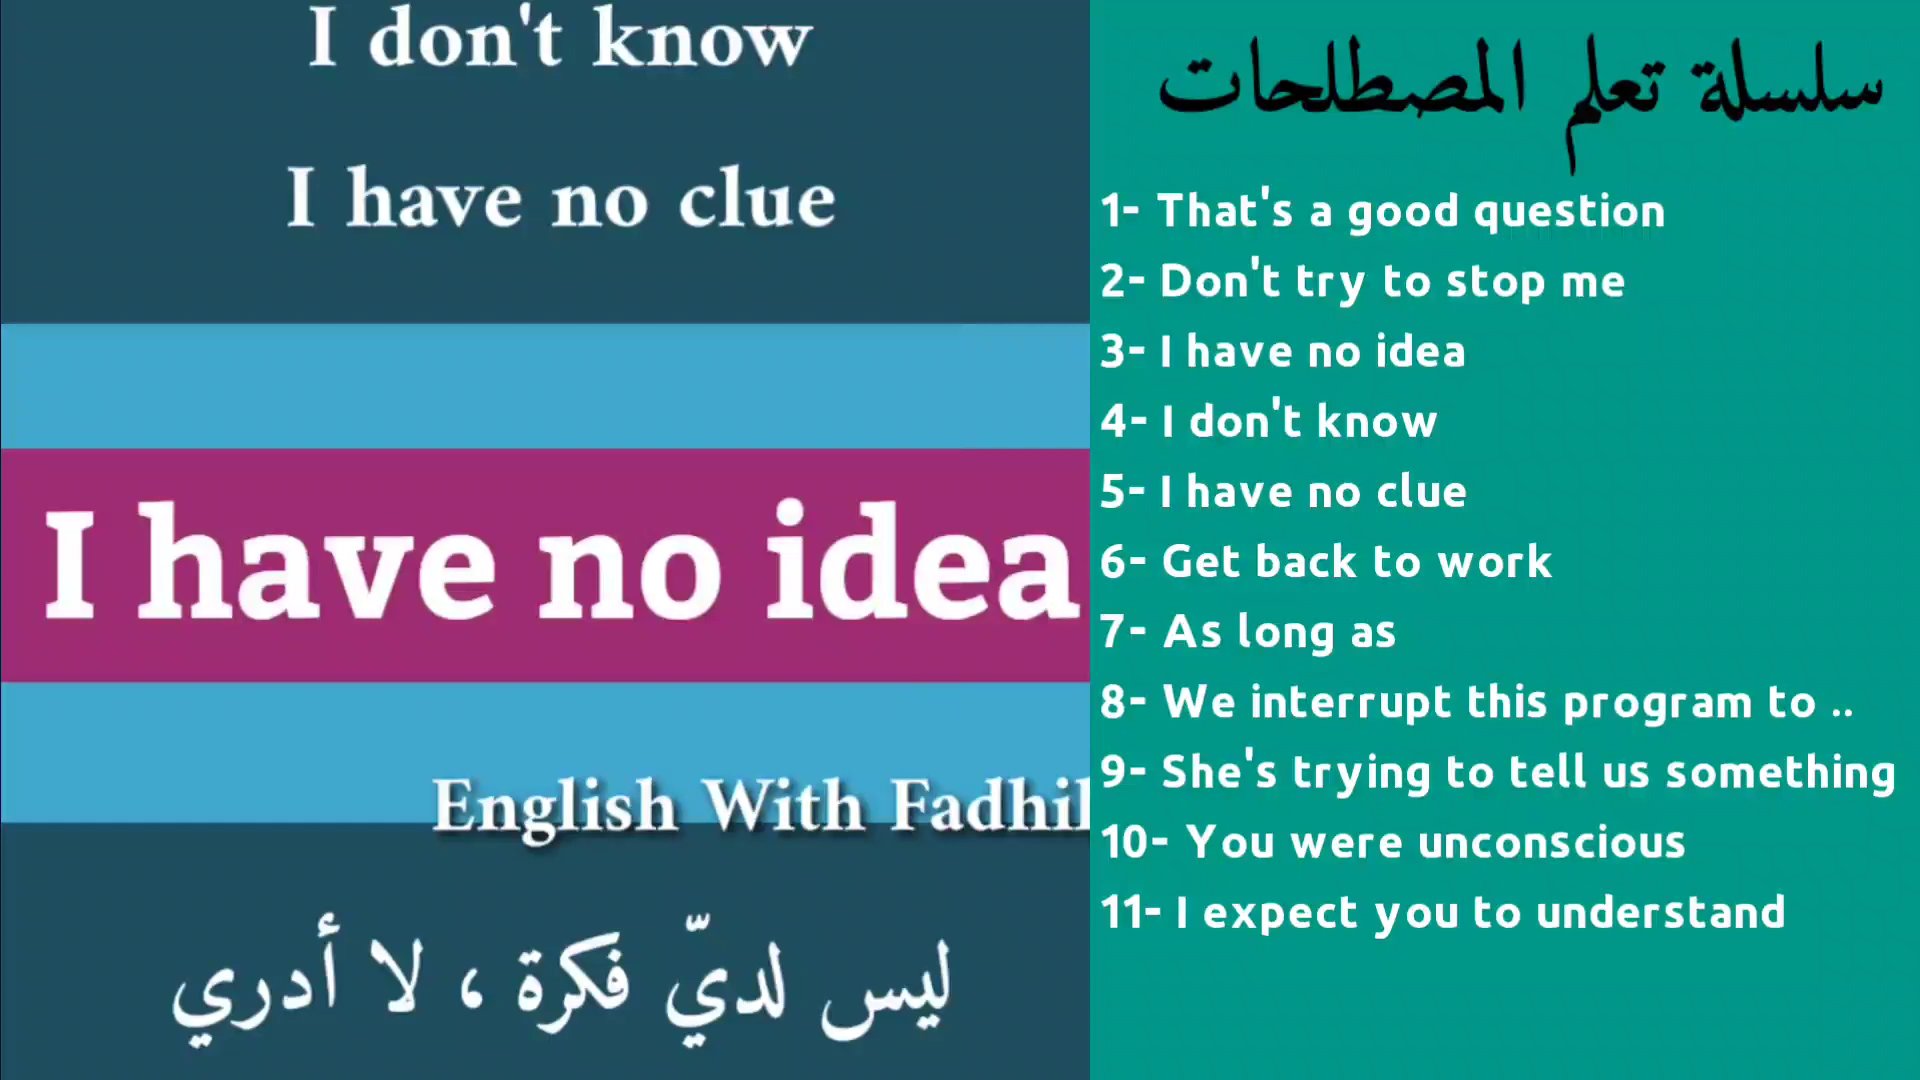 I don't know
I have no clue
I have no idea
English With Fadhil
ليس لديّ فكرة ، لا أدري
سلسلة تعلم المصطلحات
1- That's a good question
2- Don't try to stop me
3- I have no idea
4- I don't know
5- I have no clue
6- Get back to work
7- As long as
8- We interrupt this program to ..
9- She's trying to tell us something
10- You were unconscious
11- I expect you to understand